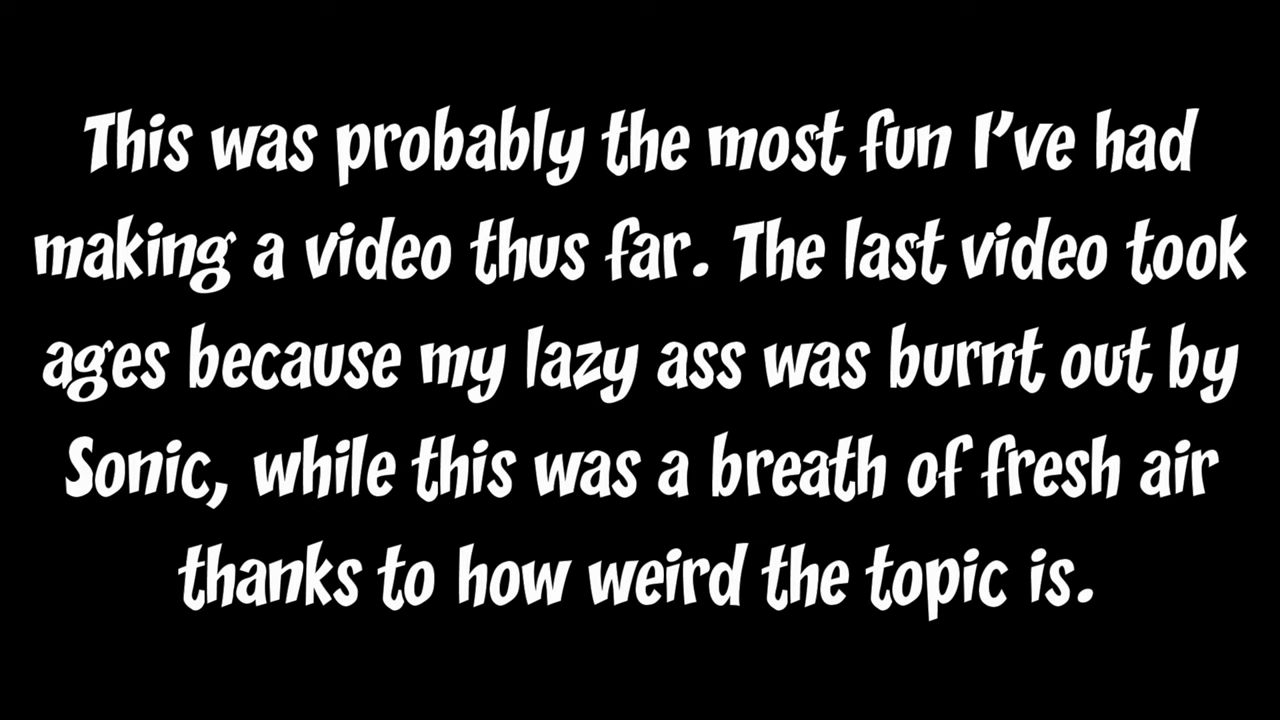 This was probably the most fun I've had
making a video thus far. The last video took
ages because my lazy ass was burnt out by
Sonic, while this was a breath of fresh air
thanks to how weird the topic is.